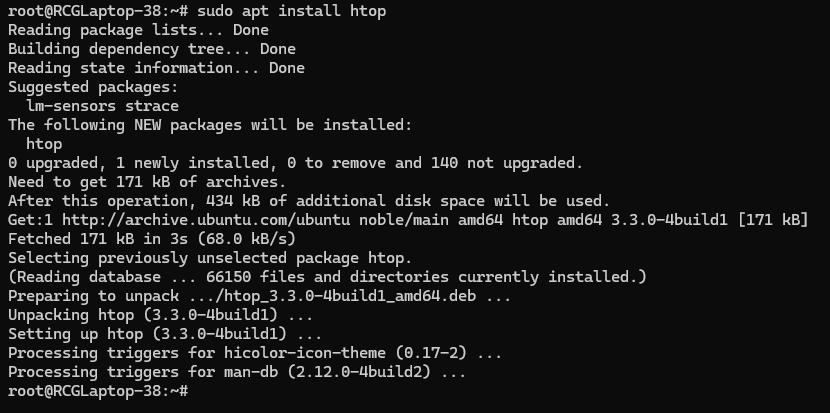 root@RCGLaptop-38:~# sudo apt install htop
Reading package lists... Done
Building dependency tree... Done
Reading state information... Done
Suggested packages:
  lm-sensors strace
The following NEW packages will be installed:
  htop
0 upgraded, 1 newly installed, 0 to remove and 140 not upgraded.
Need to get 171 kB of archives.
After this operation, 434 kB of additional disk space will be used.
Get:1 http://archive.ubuntu.com/ubuntu noble/main amd64 htop amd64 3.3.0-4build1 [171 kB]
Fetched 171 kB in 3s (68.0 kB/s)
Selecting previously unselected package htop.
(Reading database ... 66150 files and directories currently installed.)
Preparing to unpack .../htop_3.3.0-4build1_amd64.deb ...
Unpacking htop (3.3.0-4build1) ...
Setting up htop (3.3.0-4build1) ...
Processing triggers for hicolor-icon-theme (0.17-2) ...
Processing triggers for man-db (2.12.0-4build2) ...
root@RCGLaptop-38:~#